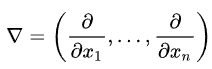 ∇ = ( ∂/∂x₁ , … , ∂/∂xₙ )